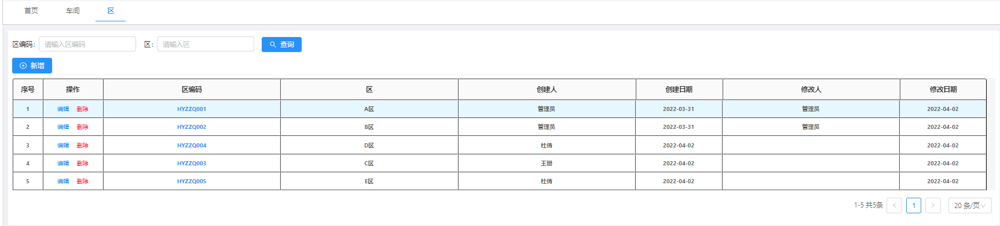 首页 车间 区
区编码: 请输入区编码 区: 请输入区 查询
新增
序号 操作 区编码 区 创建人 创建日期 修改人 修改日期
1 编辑 删除 HYZZQ001 A区 管理员 2022-03-31 管理员 2022-04-02
2 编辑 删除 HYZZQ002 B区 管理员 2022-03-31 管理员 2022-04-02
3 编辑 删除 HYZZQ004 D区 杜倩 2022-04-02 2022-04-02
4 编辑 删除 HYZZQ003 C区 王珊 2022-04-02 2022-04-02
5 编辑 删除 HYZZQ005 E区 杜倩 2022-04-02 2022-04-02
1-5 共5条 1 20 条/页